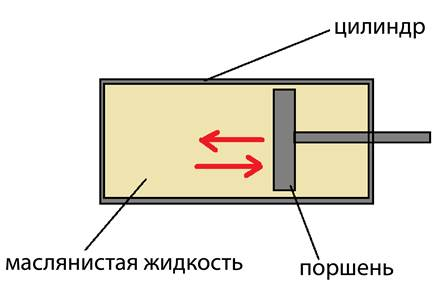 цилиндр
маслянистая жидкость
поршень